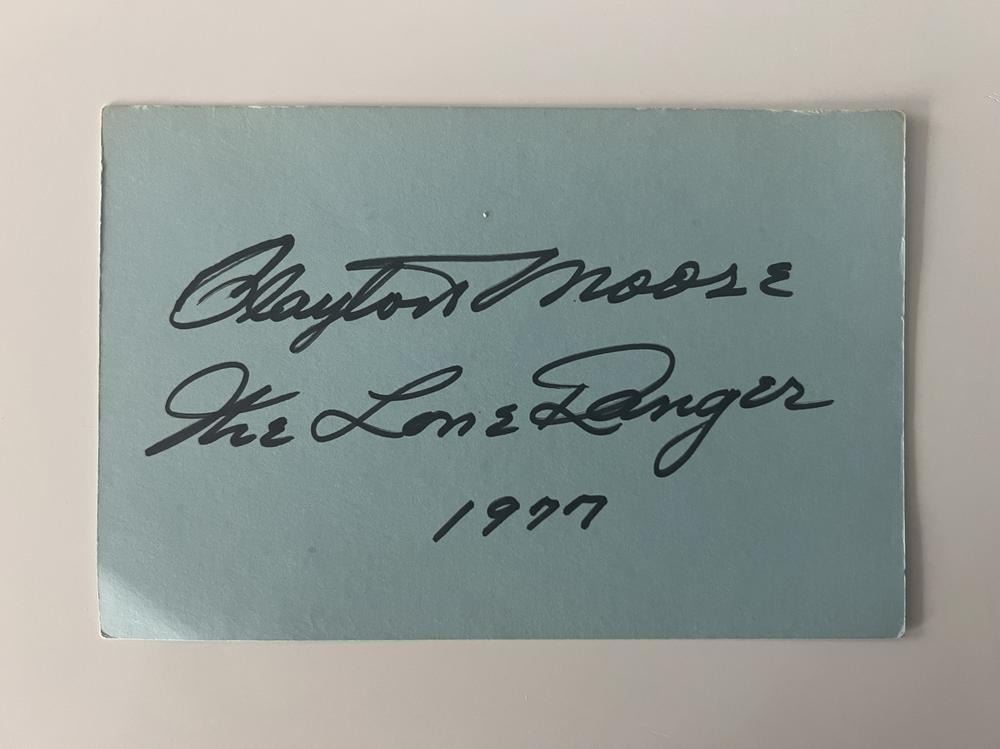 Clayton Moore
The Lone Ranger
1977